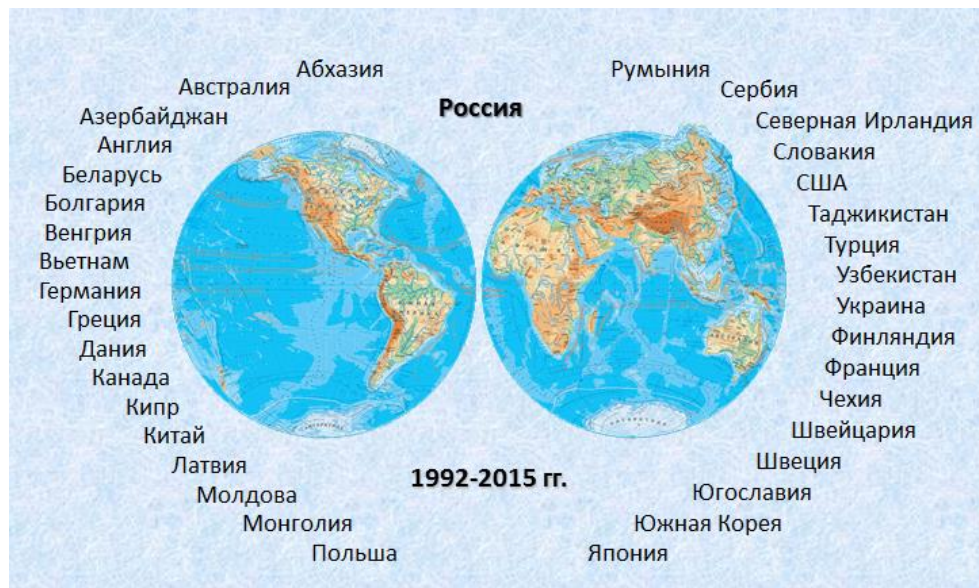 Абхазия
Австралия
Азербайджан
Англия
Беларусь
Болгария
Венгрия
Вьетнам
Германия
Греция
Дания
Канада
Кипр
Китай
Латвия
Молдова
Монголия
Польша
Россия
1992-2015 гг.
Румыния
Сербия
Северная Ирландия
Словакия
США
Таджикистан
Турция
Узбекистан
Украина
Финляндия
Франция
Чехия
Швейцария
Швеция
Югославия
Южная Корея
Япония